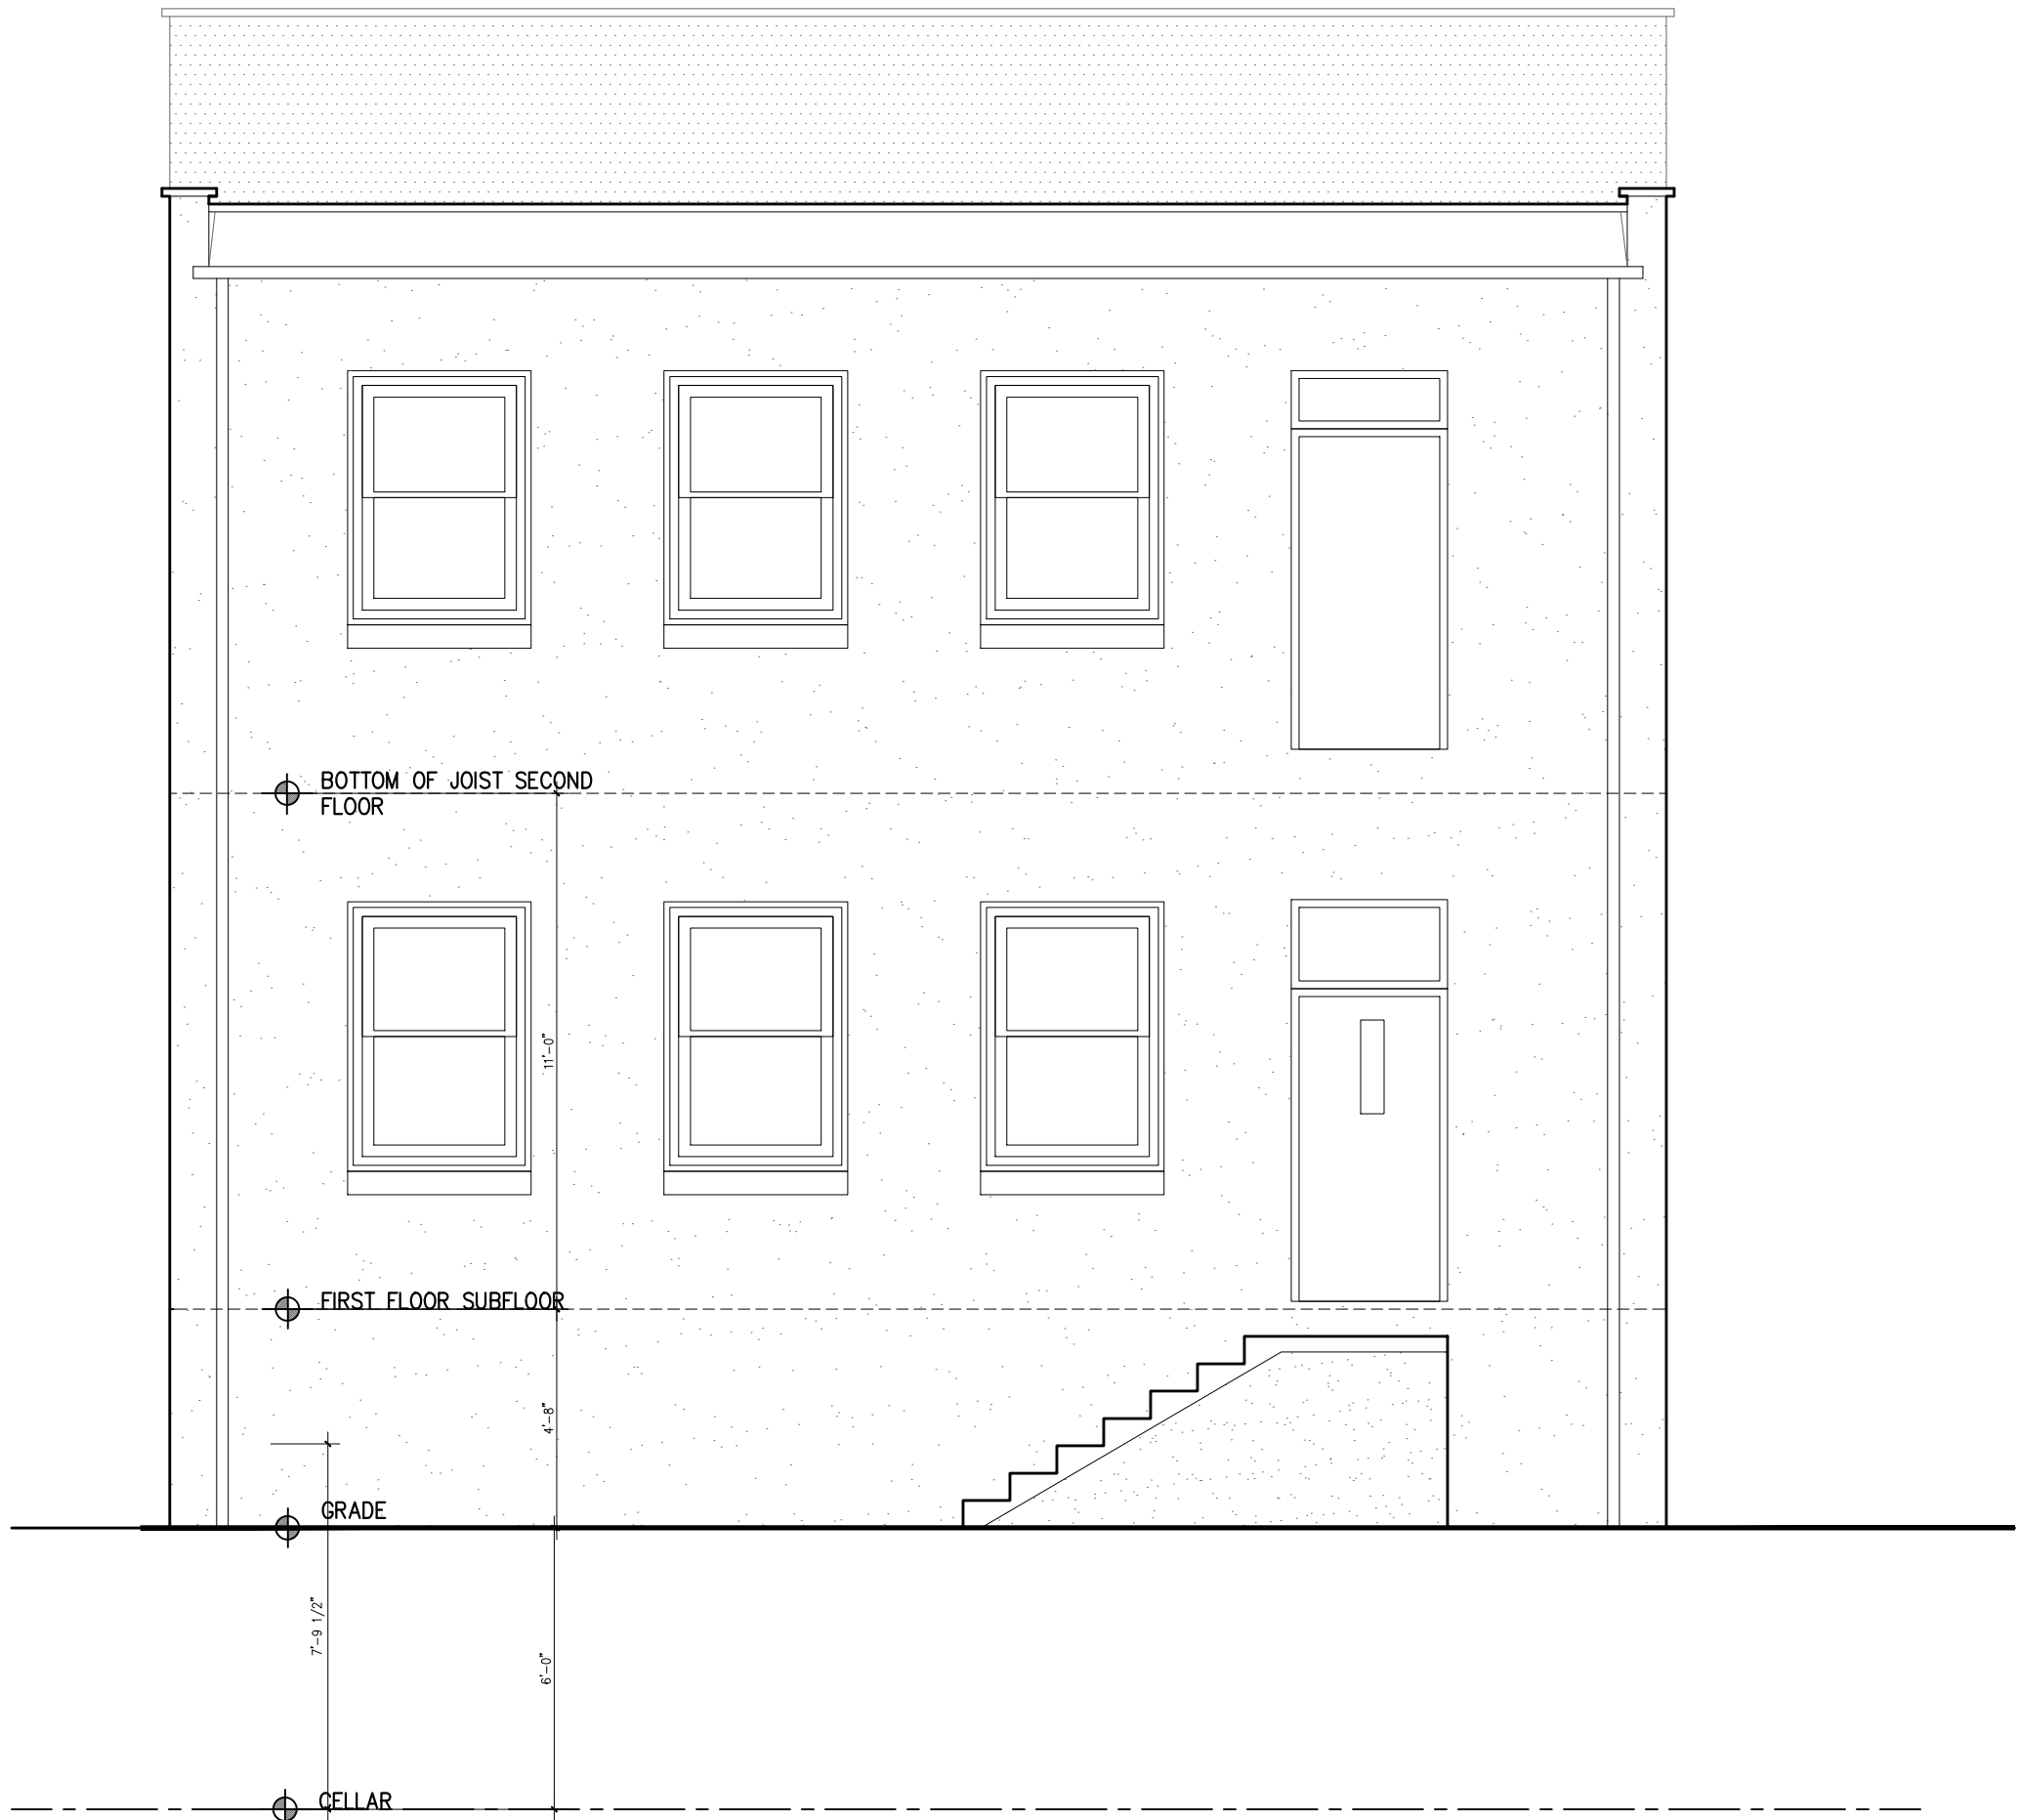 BOTTOM OF JOIST SECOND
FLOOR
11'-0"
FIRST FLOOR SUBFLOOR
4'-8"
GRADE
7'-9 1/2"
6'-0"
CELLAR